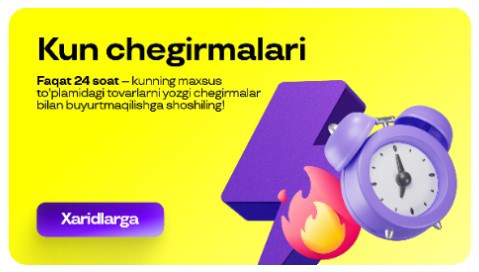 Kun chegirmalari
Faqat 24 soat – kunning maxsus
to'plamidagi tovarlarni yozgi chegirmalar
bilan buyurtmaqilishga shoshiling!
Xaridlarga